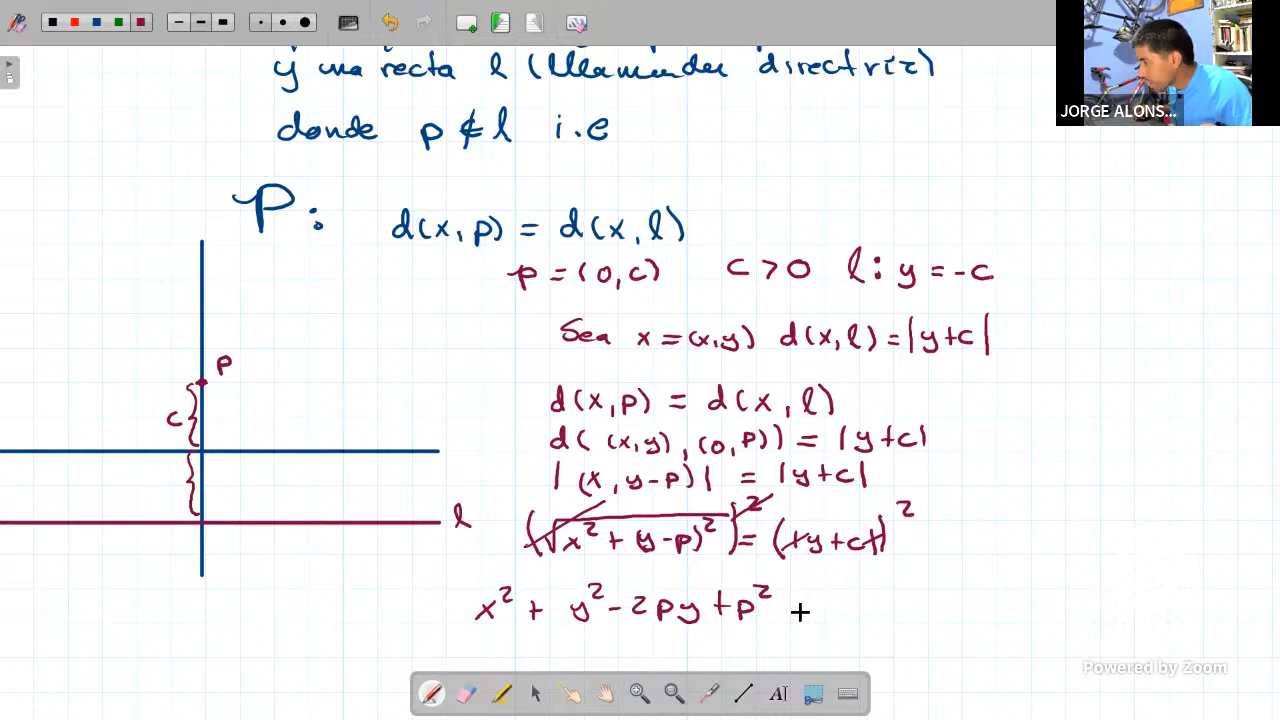 y una recta l (llamada directriz)
donde p ∉ l i.e
JORGE ALONS...
P: d(x,p) = d(x,l)
p = (0,c) c > 0 l: y = -c
Sea x = (x,y) d(x,l) = |y+c|
p
c
l
d(x,p) = d(x,l)
d((x,y),(0,p)) = |y+c|
|(x,y-p)| = |y+c|
(√x²+(y-p)²)² = (|y+c|)²
x² + y² - 2py + p²
Powered by Zoom
AI